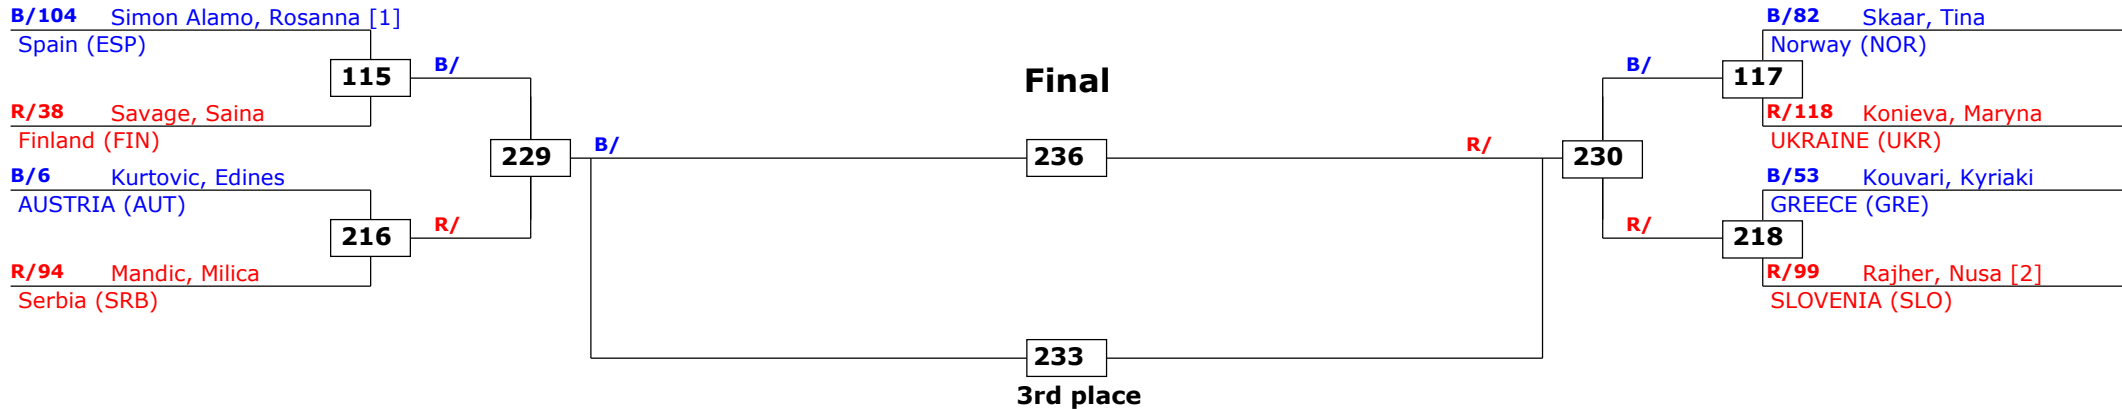 B/104 Simon Alamo, Rosanna [1]
Spain (ESP)
115
B/
R/38 Savage, Saina
Finland (FIN)
229
B/
B/6 Kurtovic, Edines
AUSTRIA (AUT)
216
R/
R/94 Mandic, Milica
Serbia (SRB)
Final
236
R/
233
3rd place
B/82 Skaar, Tina
Norway (NOR)
B/
117
R/118 Konieva, Maryna
UKRAINE (UKR)
230
B/53 Kouvari, Kyriaki
GREECE (GRE)
R/
218
R/99 Rajher, Nusa [2]
SLOVENIA (SLO)